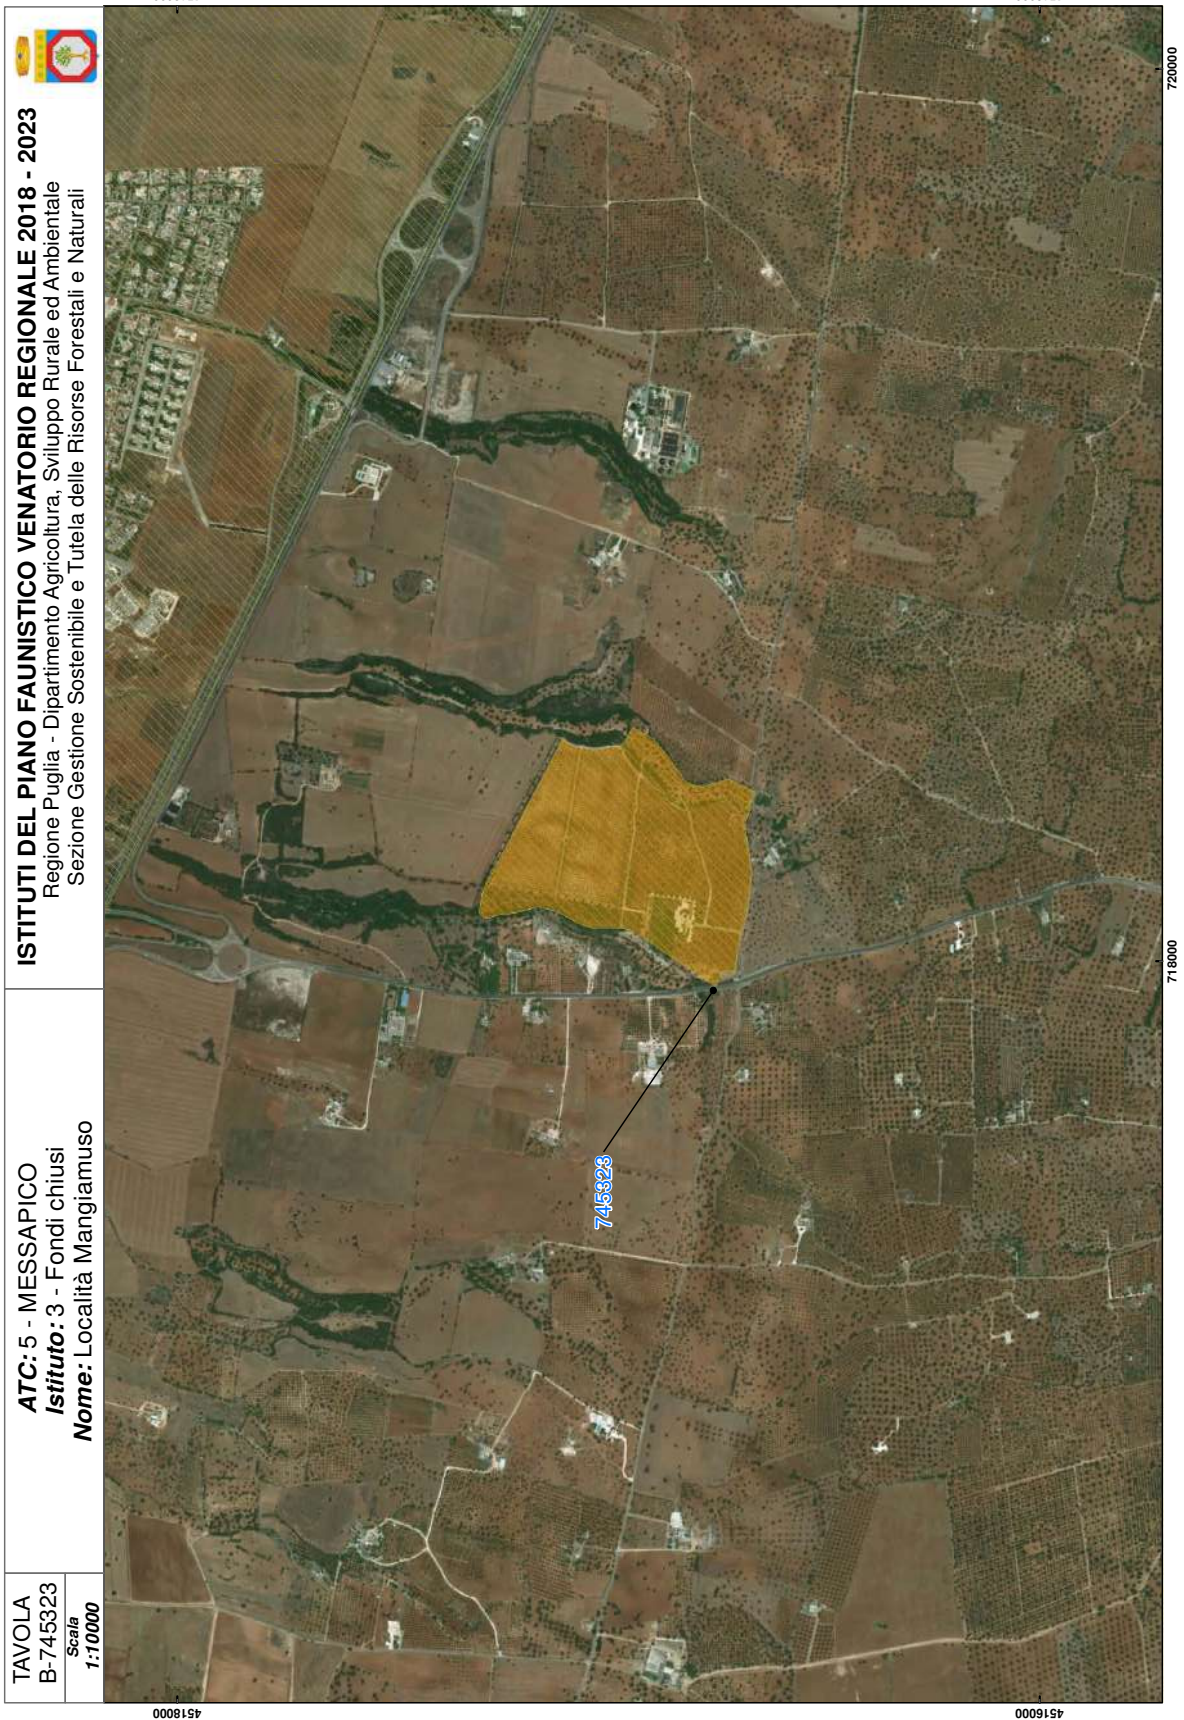 TAVOLA
B-745323
Scala
1:10000
ATC: 5 - MESSAPICO
Istituto: 3 - Fondi chiusi
Nome: Località Mangiamuso
ISTITUTI DEL PIANO FAUNISTICO VENATORIO REGIONALE 2018 - 2023
Regione Puglia - Dipartimento Agricoltura, Sviluppo Rurale ed Ambientale
Sezione Gestione Sostenibile e Tutela delle Risorse Forestali e Naturali
4518000
4516000
745323
718000
720000